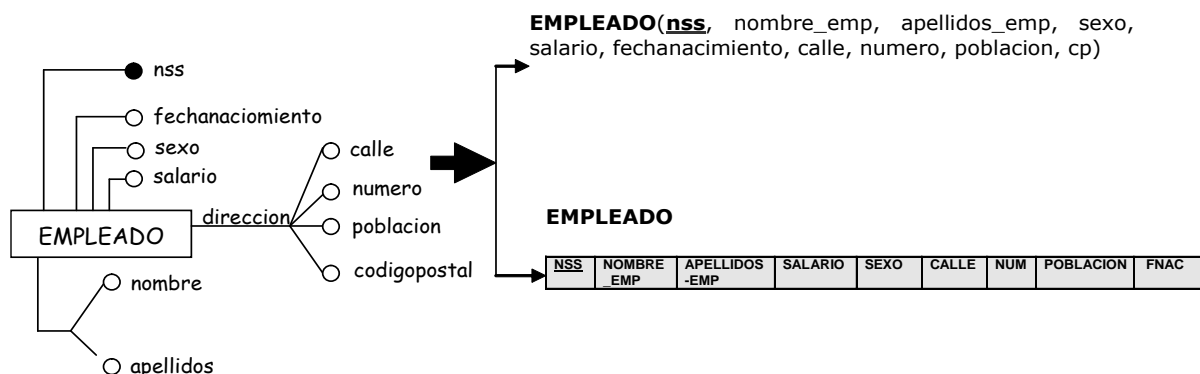 EMPLEADO(nss, nombre_emp, apellidos_emp, sexo,
salario, fechanacimiento, calle, numero, poblacion, cp)
nss
fechanaciomiento
sexo
salario
EMPLEADO
direccion
calle
numero
poblacion
codigopostal
nombre
apellidos
EMPLEADO
NSS NOMBRE APELLIDOS SALARIO SEXO CALLE NUM POBLACION FNAC
_EMP -EMP